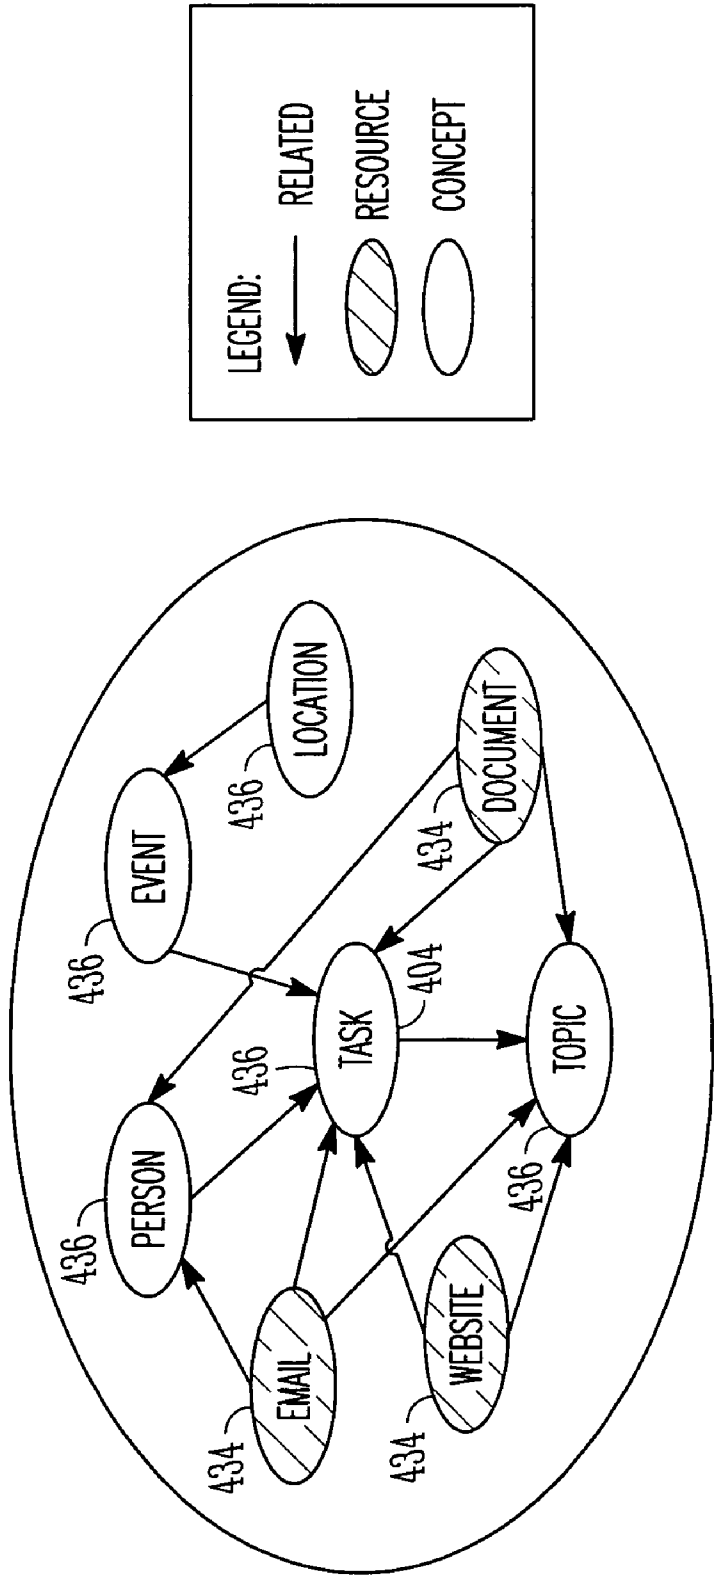 436
PERSON
436
EVENT
436
LOCATION
434
EMAIL
436
TASK
404
434
DOCUMENT
434
WEBSITE
436
TOPIC
LEGEND:
RELATED
RESOURCE
CONCEPT